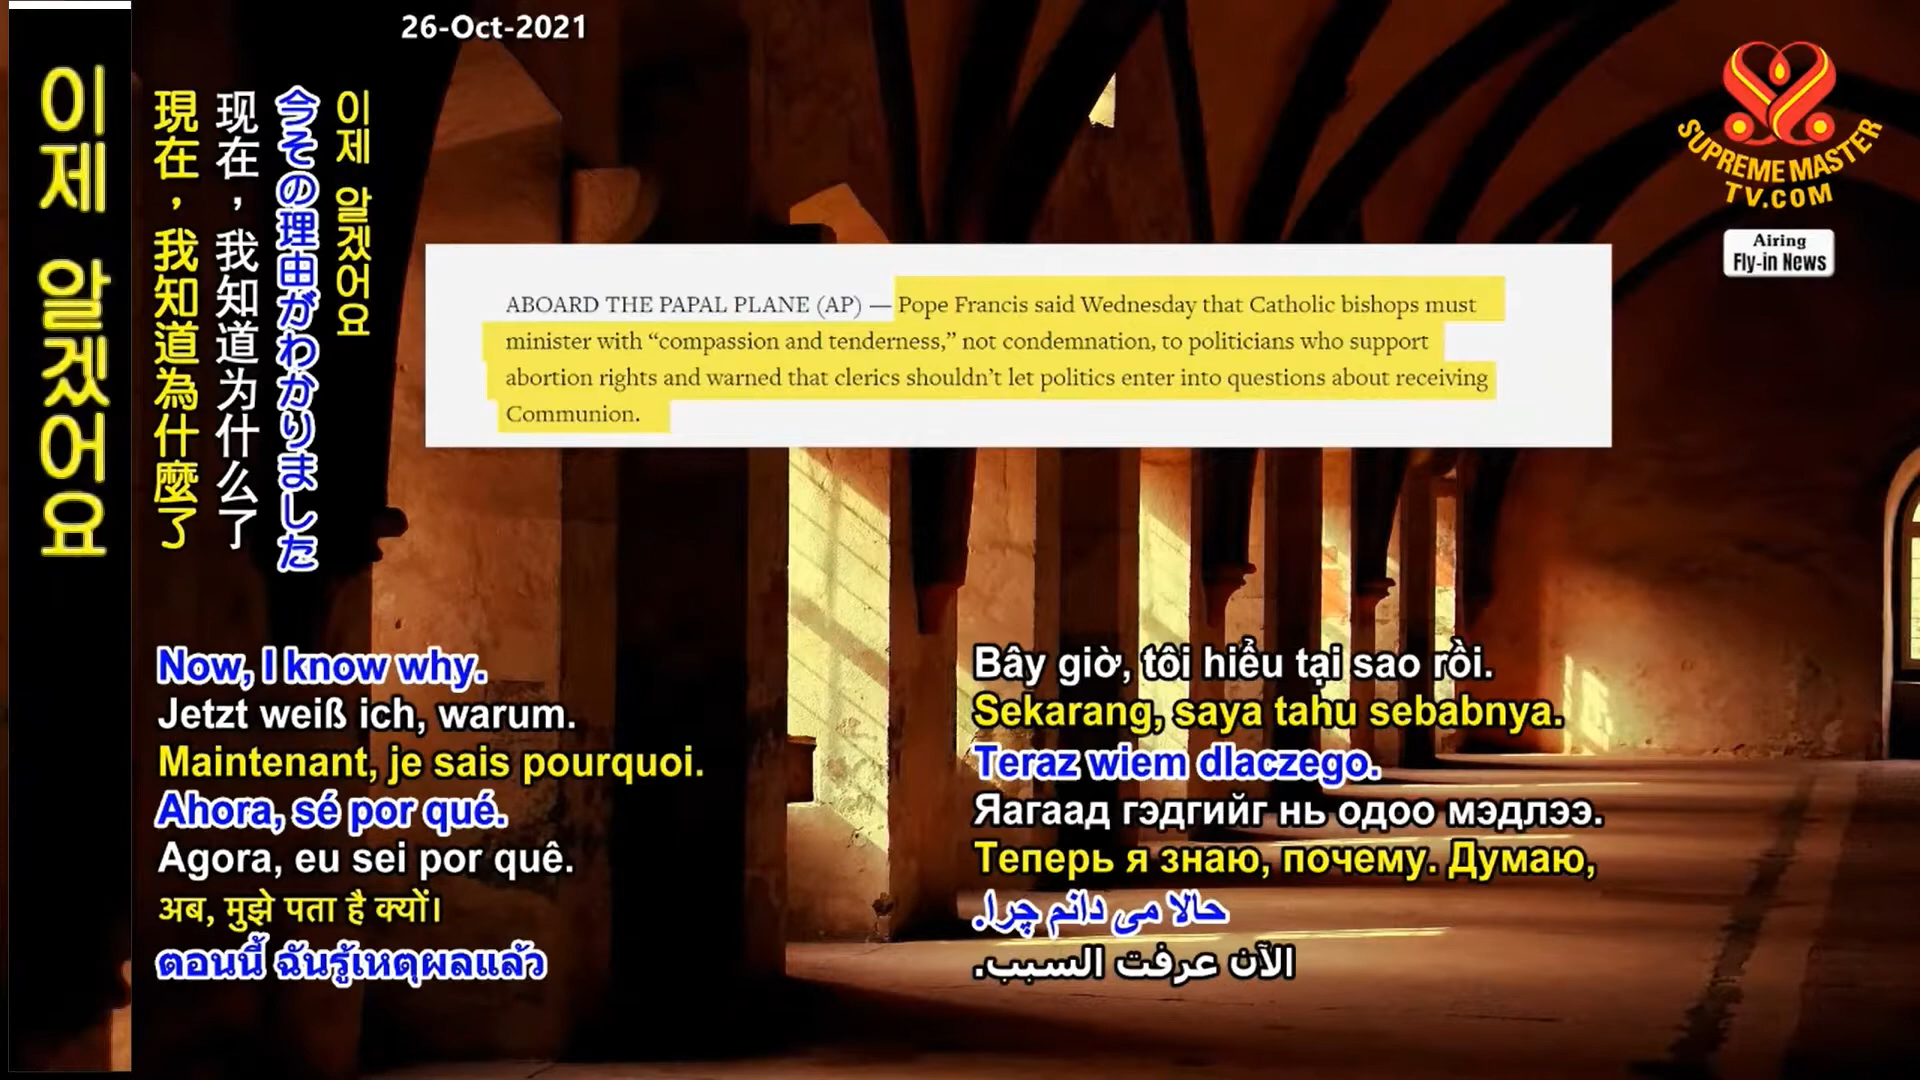 26-Oct-2021
이제 알겠어요
現在，我知道為什麼了
现在，我知道为什么了
今その理由がわかりました
이제 알겠어요
SUPREME MASTER
TV.COM
Airing
Fly-in News
ABOARD THE PAPAL PLANE (AP) — Pope Francis said Wednesday that Catholic bishops must
minister with “compassion and tenderness,” not condemnation, to politicians who support
abortion rights and warned that clerics shouldn’t let politics enter into questions about receiving
Communion.
Now, I know why.
Jetzt weiß ich, warum.
Maintenant, je sais pourquoi.
Ahora, sé por qué.
Agora, eu sei por quê.
अब, मुझे पता है क्यों।
ตอนนี้ ฉันรู้เหตุผลแล้ว
Bây giờ, tôi hiểu tại sao rồi.
Sekarang, saya tahu sebabnya.
Teraz wiem dlaczego.
Яагаад гэдгийг нь одоо мэдлээ.
Теперь я знаю, почему. Думаю,
حالا می دانم چرا.
الآن عرفت السبب.